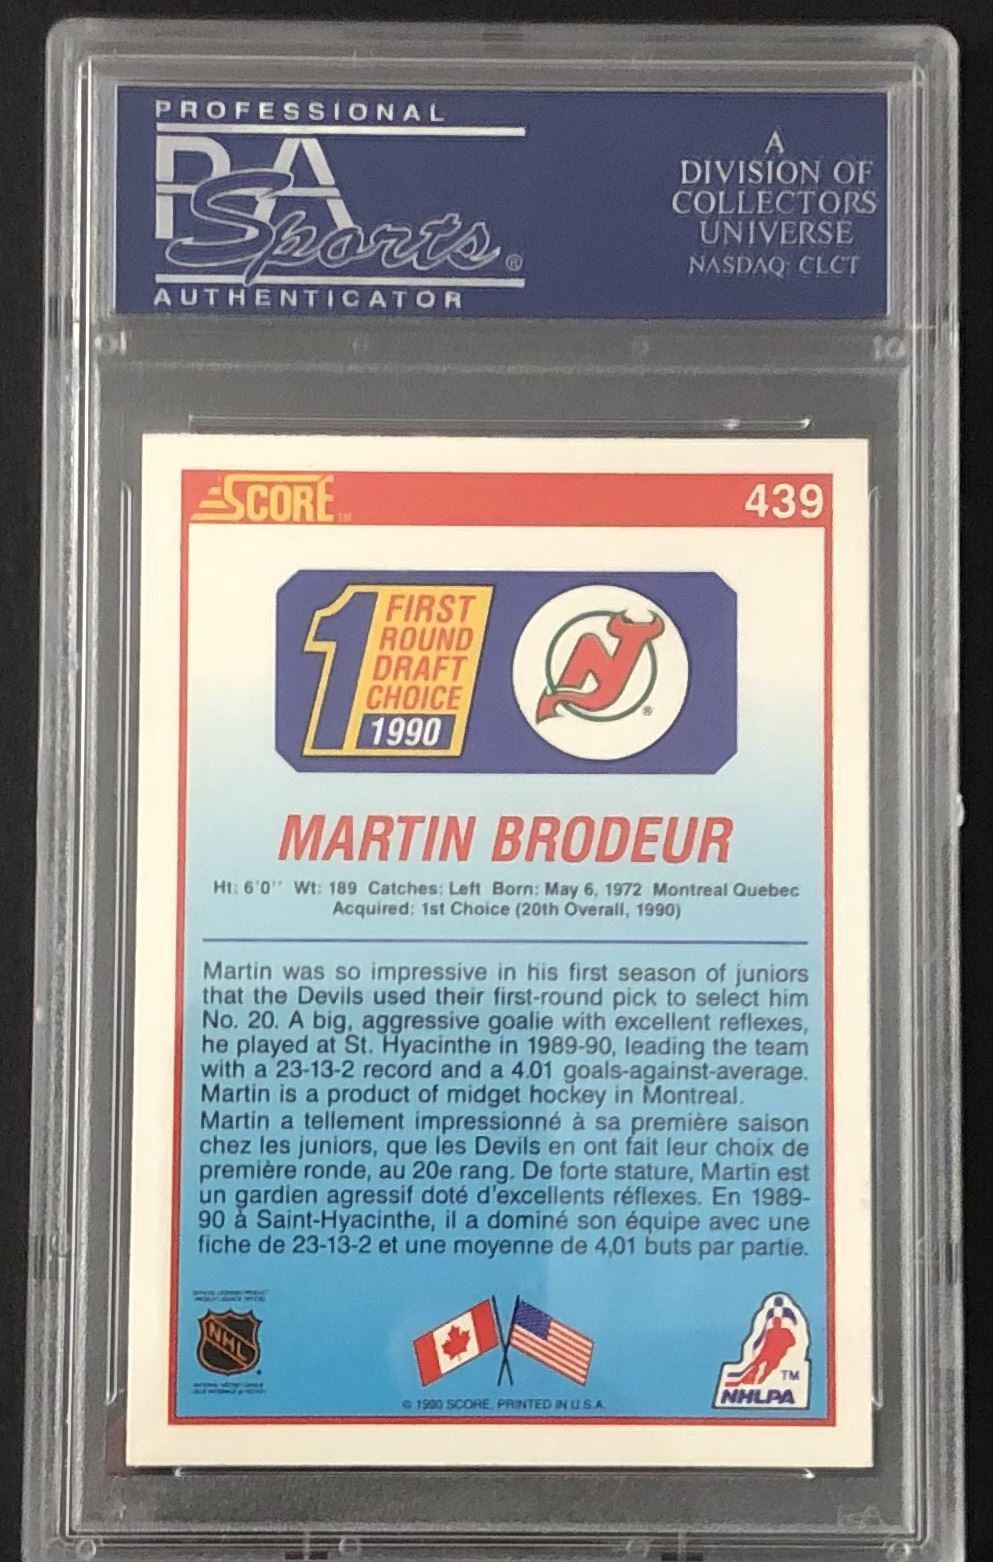 PROFESSIONAL
PSA
Sports®
AUTHENTICATOR
A
DIVISION OF
COLLECTORS
UNIVERSE
NASDAQ: CLCT
SCORE™
439
1
FIRST
ROUND
DRAFT
CHOICE
1990
NJ®
MARTIN BRODEUR
Ht: 6'0'' Wt: 189 Catches: Left Born: May 6, 1972 Montreal Quebec
Acquired: 1st Choice (20th Overall, 1990)
Martin was so impressive in his first season of juniors
that the Devils used their first-round pick to select him
No. 20. A big, aggressive goalie with excellent reflexes,
he played at St. Hyacinthe in 1989-90, leading the team
with a 23-13-2 record and a 4.01 goals-against-average.
Martin is a product of midget hockey in Montreal.
Martin a tellement impressionné à sa première saison
chez les juniors, que les Devils en ont fait leur choix de
première ronde, au 20e rang. De forte stature, Martin est
un gardien agressif doté d'excellents réflexes. En 1989-
90 à Saint-Hyacinthe, il a dominé son équipe avec une
fiche de 23-13-2 et une moyenne de 4,01 buts par partie.
NHL
© 1990 SCORE, PRINTED IN U.S.A.
TM
NHLPA